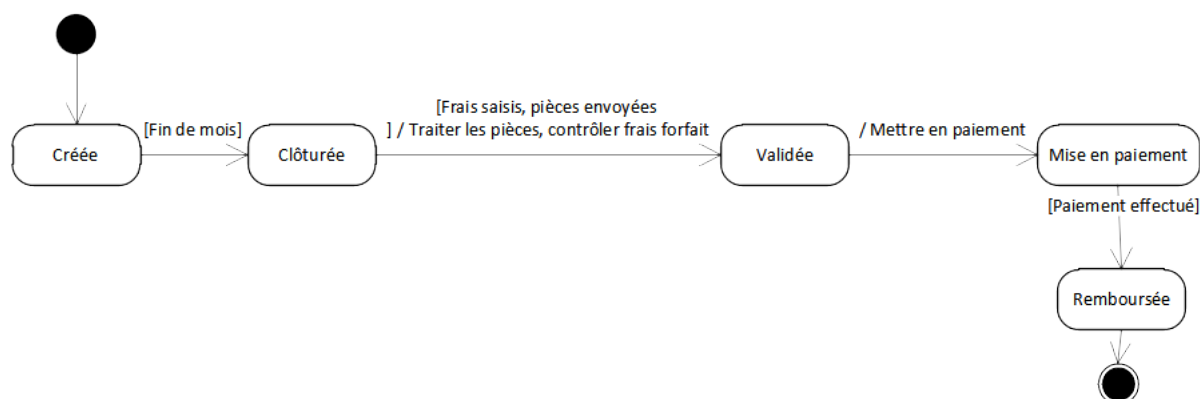 [Frais saisis, pièces envoyées
[Fin de mois]
] / Traiter les pièces, contrôler frais forfait
/ Mettre en paiement
Créée
Clôturée
Validée
Mise en paiement
[Paiement effectué]
Remboursée